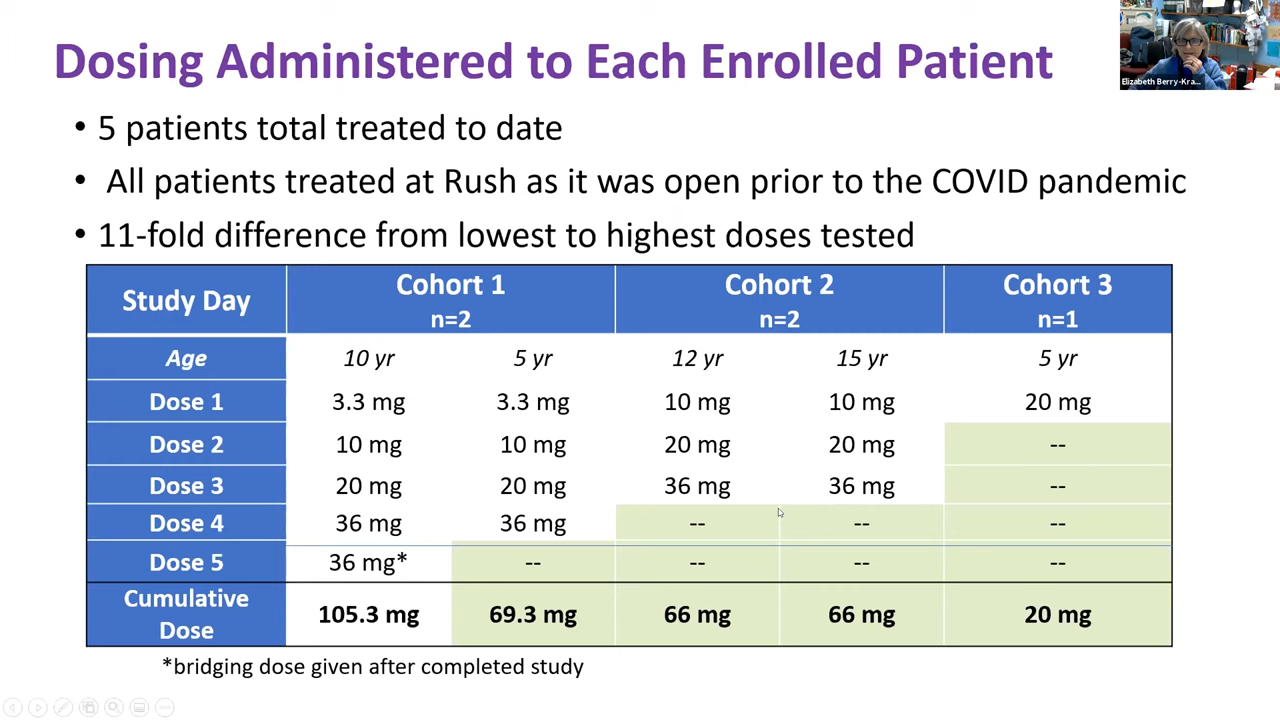 Dosing Administered to Each Enrolled Patient
Elizabeth Berry-Kra...
• 5 patients total treated to date
• All patients treated at Rush as it was open prior to the COVID pandemic
• 11-fold difference from lowest to highest doses tested
Study Day Cohort 1 n=2 Cohort 2 n=2 Cohort 3 n=1
Age 10 yr 5 yr 12 yr 15 yr 5 yr
Dose 1 3.3 mg 3.3 mg 10 mg 10 mg 20 mg
Dose 2 10 mg 10 mg 20 mg 20 mg --
Dose 3 20 mg 20 mg 36 mg 36 mg --
Dose 4 36 mg 36 mg -- -- --
Dose 5 36 mg* -- -- -- --
Cumulative Dose 105.3 mg 69.3 mg 66 mg 66 mg 20 mg
*bridging dose given after completed study